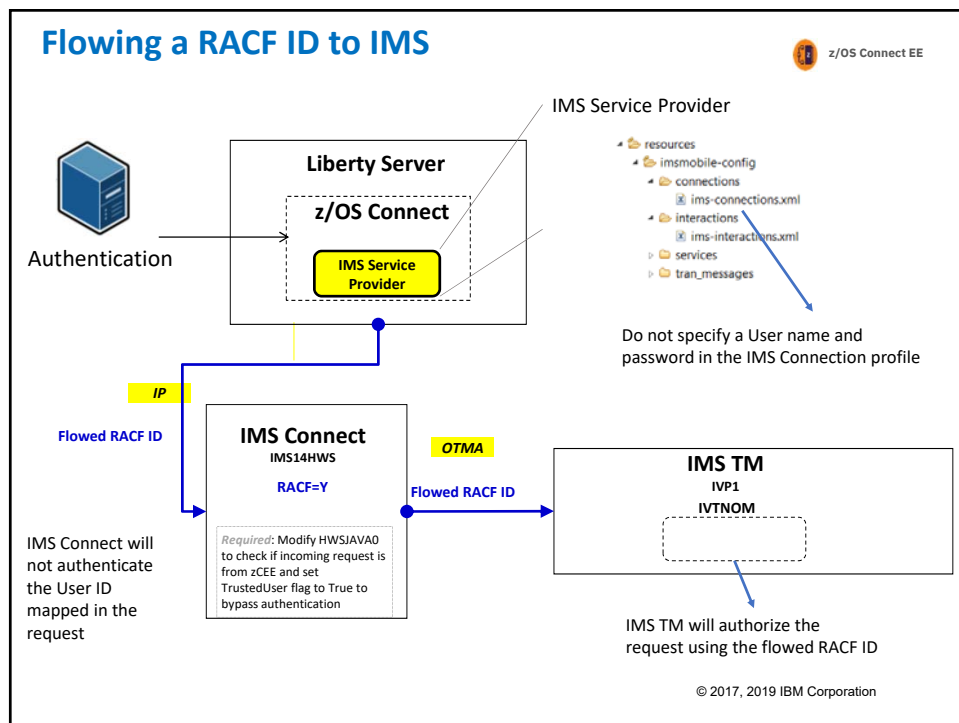 Flowing a RACF ID to IMS
z/OS Connect EE
IMS Service Provider
Liberty Server
z/OS Connect
IMS Service
Provider
Authentication
resources
imsmobile-config
connections
ims-connections.xml
interactions
ims-interactions.xml
services
tran_messages
Do not specify a User name and
password in the IMS Connection profile
IP
Flowed RACF ID
IMS Connect
IMS14HWS
RACF=Y
Required: Modify HWSJAVA0
to check if incoming request is
from zCEE and set
TrustedUser flag to True to
bypass authentication
OTMA
Flowed RACF ID
IMS TM
IVP1
IVTNOM
IMS Connect will
not authenticate
the User ID
mapped in the
request
IMS TM will authorize the
request using the flowed RACF ID
© 2017, 2019 IBM Corporation